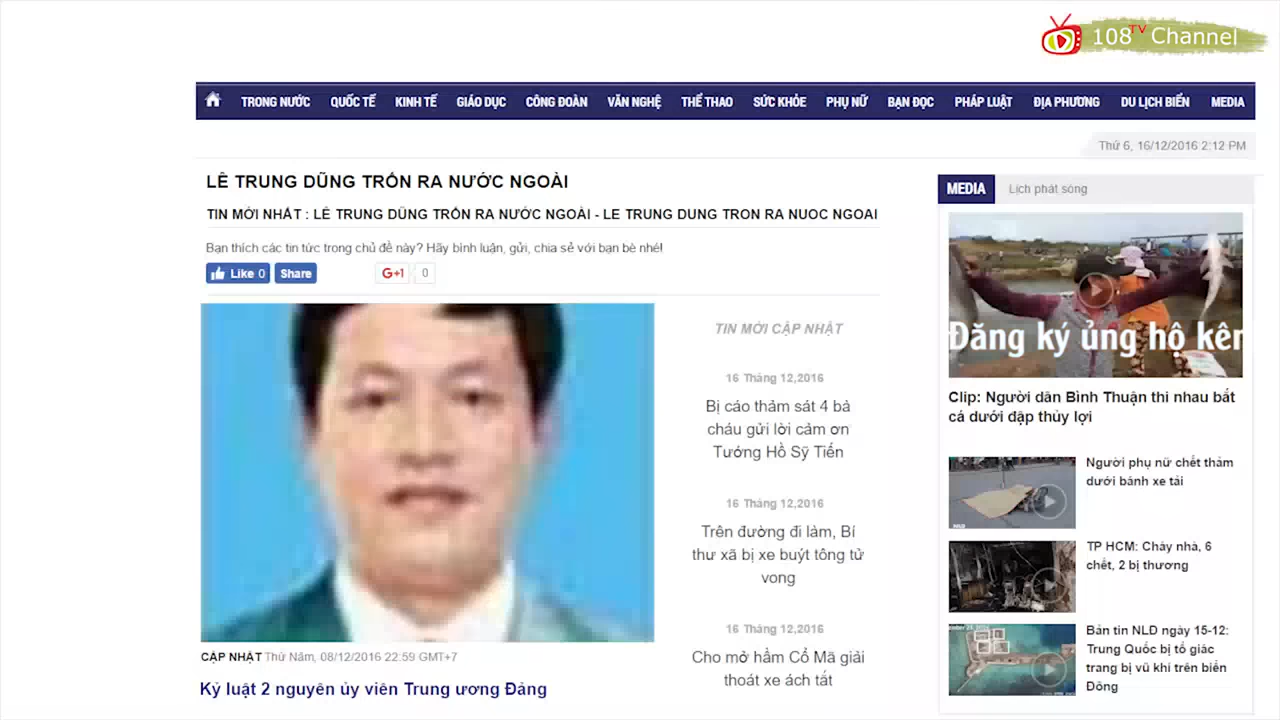 108 TV Channel
TRONG NƯỚC QUỐC TẾ KINH TẾ GIÁO DỤC CÔNG ĐOÀN VĂN NGHỆ THỂ THAO SỨC KHỎE PHỤ NỮ BẠN ĐỌC PHÁP LUẬT ĐỊA PHƯƠNG DU LỊCH BIỂN MEDIA
Thứ 6, 16/12/2016 2:12 PM
LÊ TRUNG DŨNG TRỐN RA NƯỚC NGOÀI
TIN MỚI NHẤT : LÊ TRUNG DŨNG TRỐN RA NƯỚC NGOÀI - LE TRUNG DUNG TRON RA NUOC NGOAI
Bạn thích các tin tức trong chủ đề này? Hãy bình luận, gửi, chia sẻ với bạn bè nhé!
Like 0 Share G+1 0
CẬP NHẬT Thứ Năm, 08/12/2016 22:59 GMT+7
Kỷ luật 2 nguyên ủy viên Trung ương Đảng
TIN MỚI CẬP NHẬT
16 Tháng 12,2016
Bị cáo thảm sát 4 bà
cháu gửi lời cảm ơn
Tướng Hồ Sỹ Tiến
16 Tháng 12,2016
Trên đường đi làm, Bí
thư xã bị xe buýt tông tử
vong
16 Tháng 12,2016
Cho mở hầm Cổ Mã giải
thoát xe ách tắt
MEDIA Lịch phát sóng
Đăng ký ủng hộ kên
Clip: Người dân Bình Thuận thi nhau bắt
cá dưới đập thủy lợi
Người phụ nữ chết thảm
dưới bánh xe tải
NLD
TP HCM: Cháy nhà, 6
chết, 2 bị thương
Bản tin NLĐ ngày 15-12:
Trung Quốc bị tố giác
trang bị vũ khí trên biển
Đông